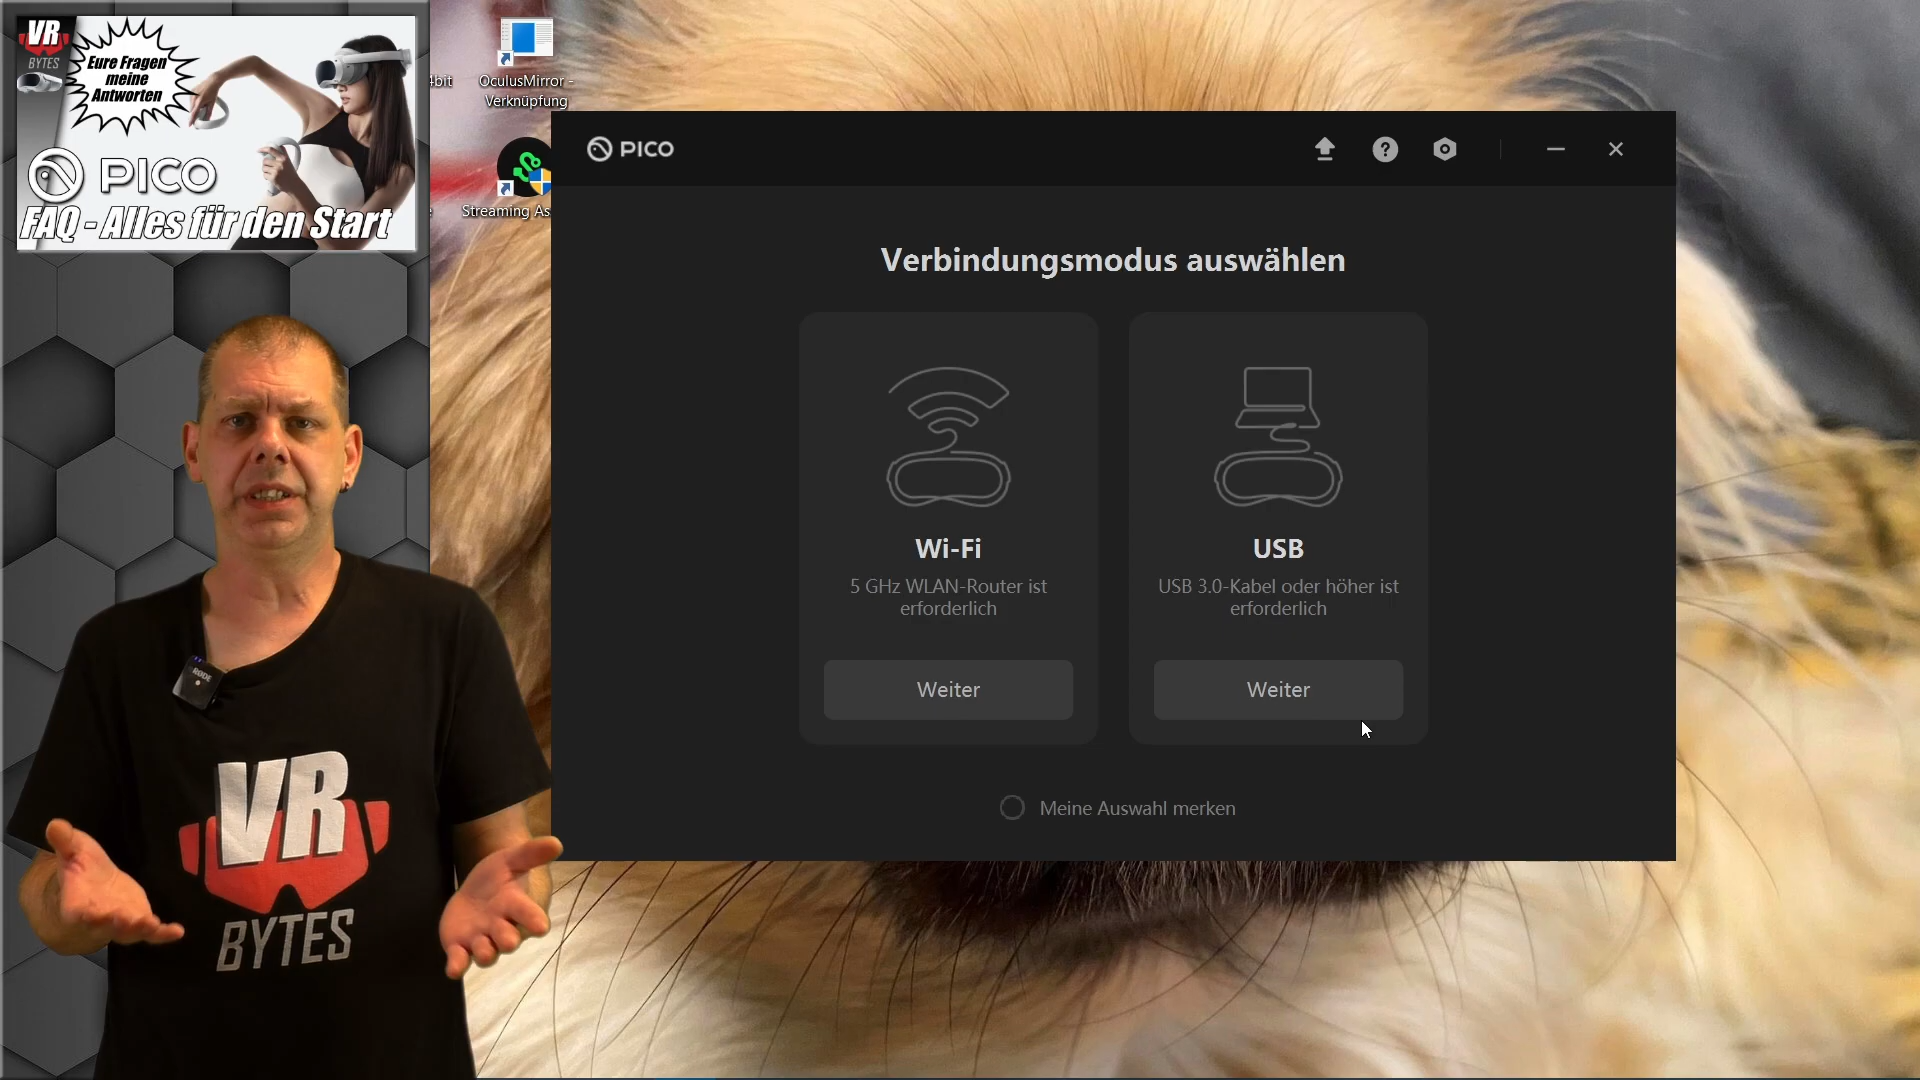 VR
BYTES
Eure Fragen
meine
Antworten
PICO
FAQ - Alles für den Start
4bit
OculusMirror -
Verknüpfung
Streaming As
PICO
Verbindungsmodus auswählen
Wi-Fi
5 GHz WLAN-Router ist
erforderlich
Weiter
USB
USB 3.0-Kabel oder höher ist
erforderlich
Weiter
Meine Auswahl merken
RØDE
VR
BYTES